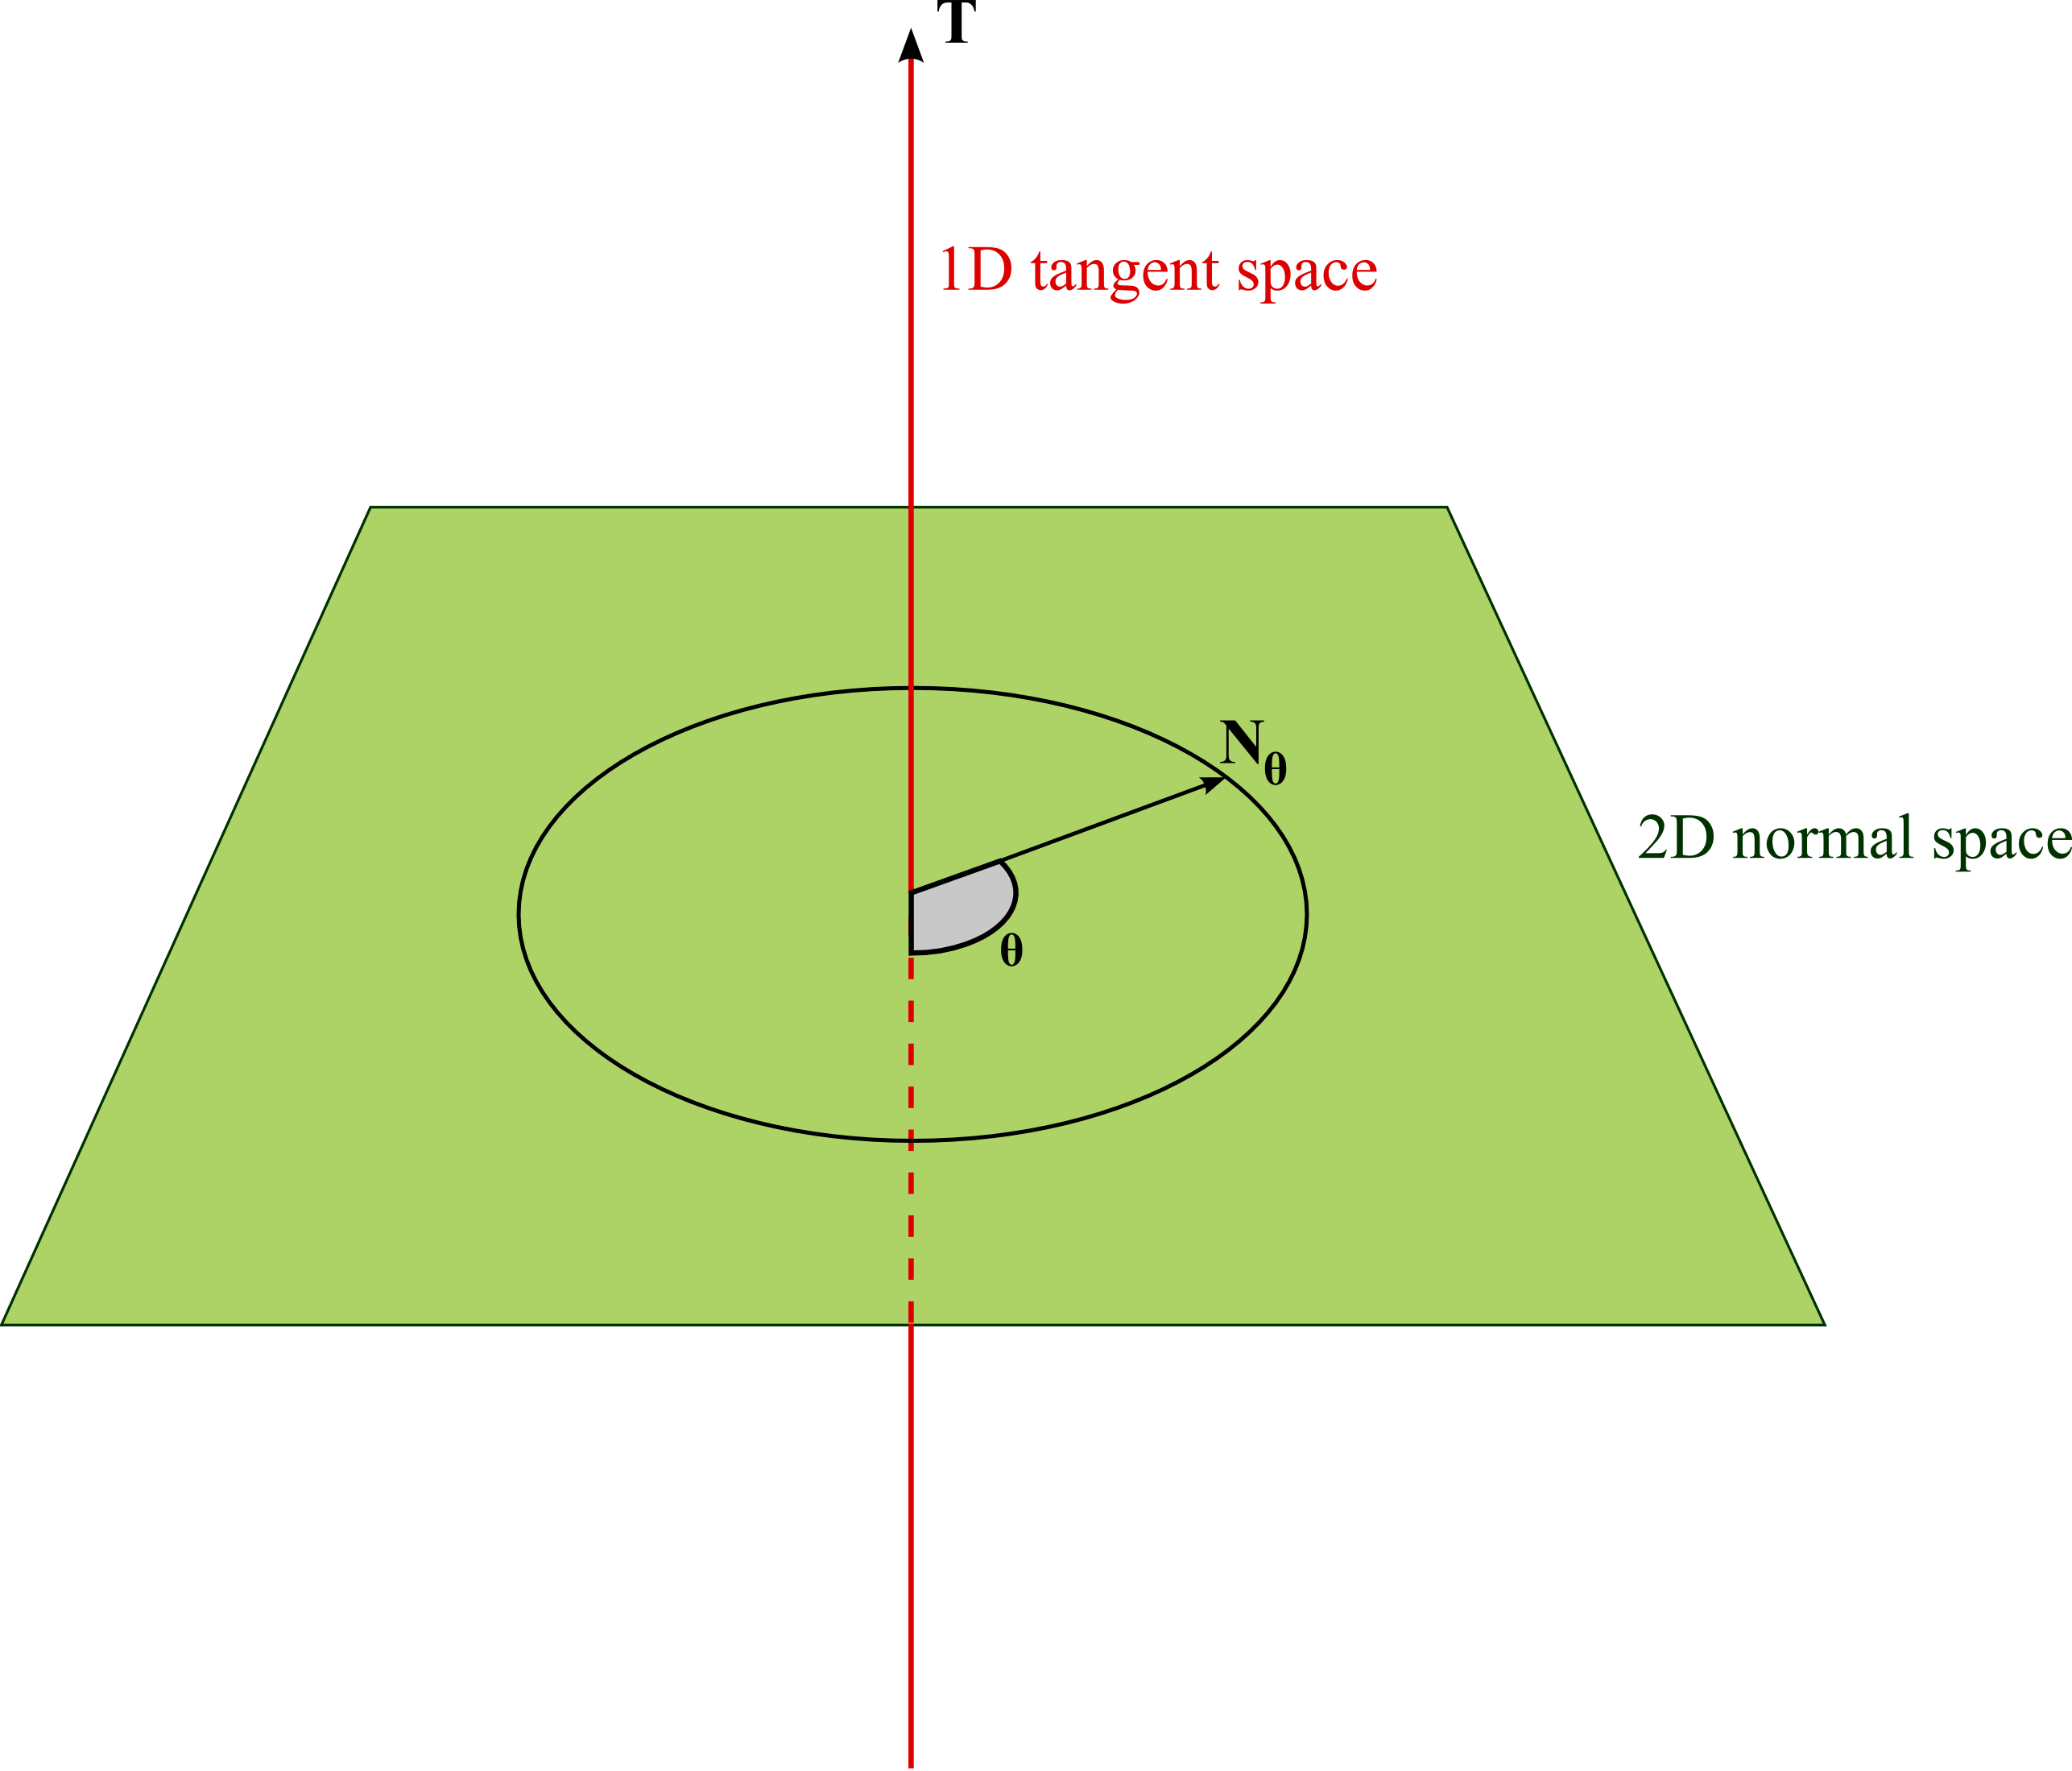 T
1D tangent space
Nθ
2D normal space
θ